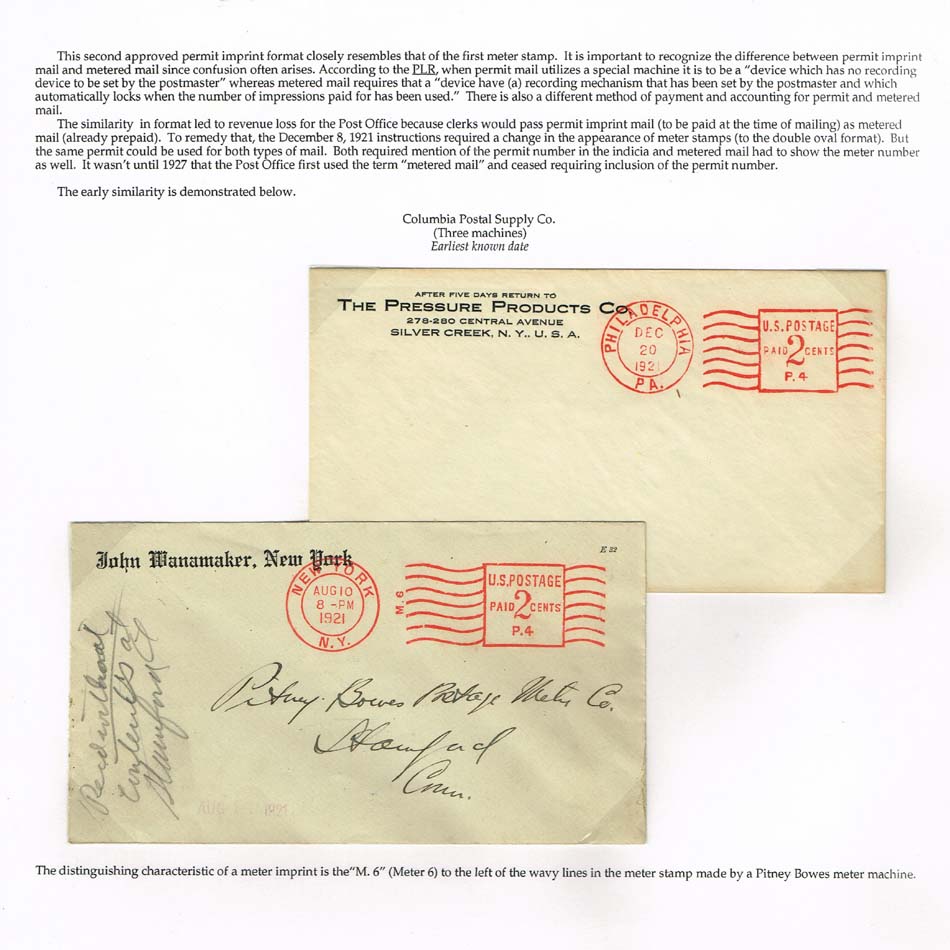 This second approved permit imprint format closely resembles that of the first meter stamp. It is important to recognize the difference between permit imprint
mail and metered mail since confusion often arises. According to the PLR, when permit mail utilizes a special machine it is to be a “device which has no recording
device to be set by the postmaster” whereas metered mail requires that a “device have (a) recording mechanism that has been set by the postmaster and which
automatically locks when the number of impressions paid for has been used.” There is also a different method of payment and accounting for permit and metered
mail.
The similarity in format led to revenue loss for the Post Office because clerks would pass permit imprint mail (to be paid at the time of mailing) as metered
mail (already prepaid). To remedy that, the December 8, 1921 instructions required a change in the appearance of meter stamps (to the double oval format). But
the same permit could be used for both types of mail. Both required mention of the permit number in the indicia and metered mail had to show the meter number
as well. It wasn’t until 1927 that the Post Office first used the term “metered mail” and ceased requiring inclusion of the permit number.
The early similarity is demonstrated below.
Columbia Postal Supply Co.
(Three machines)
Earliest known date
AFTER FIVE DAYS RETURN TO
THE PRESSURE PRODUCTS CO.
278-280 CENTRAL AVENUE
SILVER CREEK, N. Y., U. S. A.
PHILADELPHIA
DEC
20
1921
PA.
U.S. POSTAGE
PAID 2 CENTS
P. 4
John Wanamaker, New York
E 22
NEW YORK
AUG 10
8 -PM
1921
N.Y.
M. 6
U.S. POSTAGE
PAID 2 CENTS
P. 4
Pitney-Bowes Postage Meter Co.
Stamford
Conn.
Recd without
contents at
Stamford
AUG 1921
The distinguishing characteristic of a meter imprint is the“M. 6” (Meter 6) to the left of the wavy lines in the meter stamp made by a Pitney Bowes meter machine.